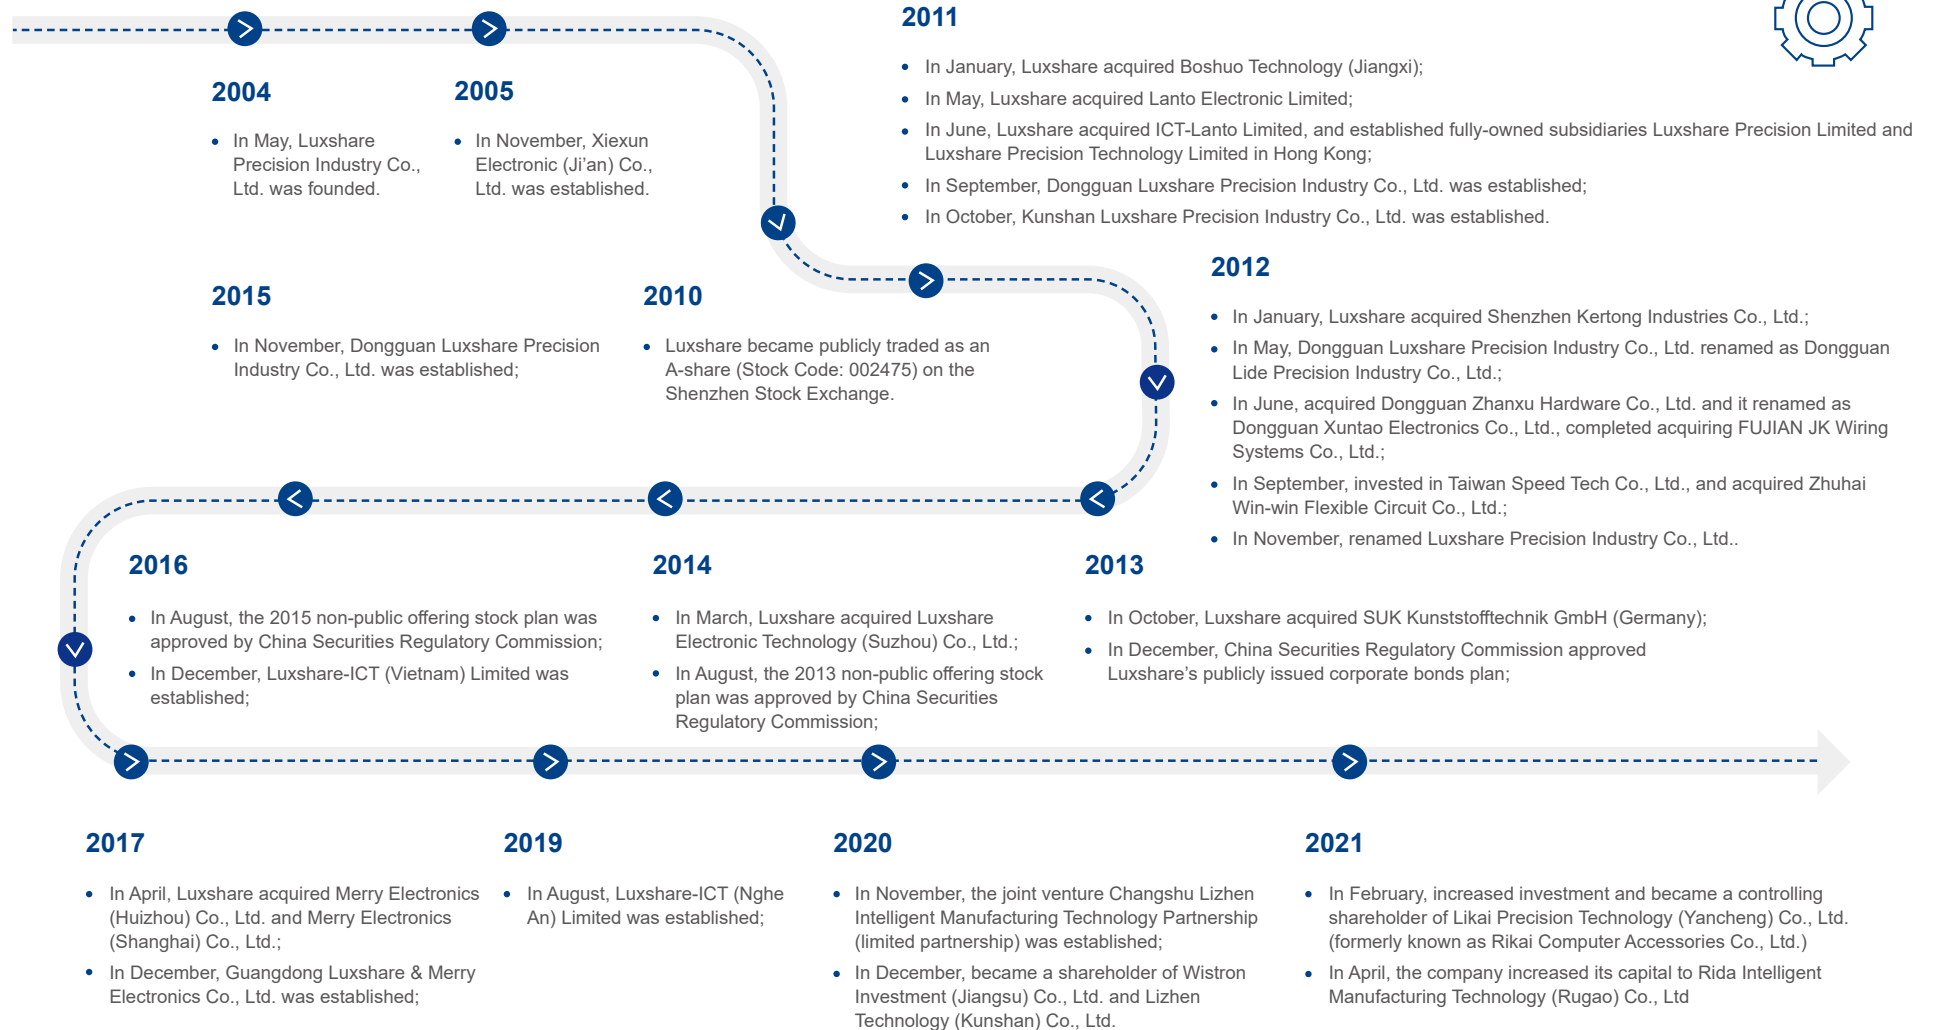 2004
In May, Luxshare
Precision Industry Co.,
Ltd. was founded.
2005
In November, Xiexun
Electronic (Ji’an) Co.,
Ltd. was established.
2011
In January, Luxshare acquired Boshuo Technology (Jiangxi);
In May, Luxshare acquired Lanto Electronic Limited;
In June, Luxshare acquired ICT-Lanto Limited, and established fully-owned subsidiaries Luxshare Precision Limited and
Luxshare Precision Technology Limited in Hong Kong;
In September, Dongguan Luxshare Precision Industry Co., Ltd. was established;
In October, Kunshan Luxshare Precision Industry Co., Ltd. was established.
2015
In November, Dongguan Luxshare Precision
Industry Co., Ltd. was established;
2010
Luxshare became publicly traded as an
A-share (Stock Code: 002475) on the
Shenzhen Stock Exchange.
2012
In January, Luxshare acquired Shenzhen Kertong Industries Co., Ltd.;
In May, Dongguan Luxshare Precision Industry Co., Ltd. renamed as Dongguan
Lide Precision Industry Co., Ltd.;
In June, acquired Dongguan Zhanxu Hardware Co., Ltd. and it renamed as
Dongguan Xuntao Electronics Co., Ltd., completed acquiring FUJIAN JK Wiring
Systems Co., Ltd.;
In September, invested in Taiwan Speed Tech Co., Ltd., and acquired Zhuhai
Win-win Flexible Circuit Co., Ltd.;
In November, renamed Luxshare Precision Industry Co., Ltd..
2016
In August, the 2015 non-public offering stock plan was
approved by China Securities Regulatory Commission;
In December, Luxshare-ICT (Vietnam) Limited was
established;
2014
In March, Luxshare acquired Luxshare
Electronic Technology (Suzhou) Co., Ltd.;
In August, the 2013 non-public offering stock
plan was approved by China Securities
Regulatory Commission;
2013
In October, Luxshare acquired SUK Kunststofftechnik GmbH (Germany);
In December, China Securities Regulatory Commission approved
Luxshare’s publicly issued corporate bonds plan;
2017
In April, Luxshare acquired Merry Electronics
(Huizhou) Co., Ltd. and Merry Electronics
(Shanghai) Co., Ltd.;
In December, Guangdong Luxshare & Merry
Electronics Co., Ltd. was established;
2019
In August, Luxshare-ICT (Nghe
An) Limited was established;
2020
In November, the joint venture Changshu Lizhen
Intelligent Manufacturing Technology Partnership
(limited partnership) was established;
In December, became a shareholder of Wistron
Investment (Jiangsu) Co., Ltd. and Lizhen
Technology (Kunshan) Co., Ltd.
2021
In February, increased investment and became a controlling
shareholder of Likai Precision Technology (Yancheng) Co., Ltd.
(formerly known as Rikai Computer Accessories Co., Ltd.)
In April, the company increased its capital to Rida Intelligent
Manufacturing Technology (Rugao) Co., Ltd